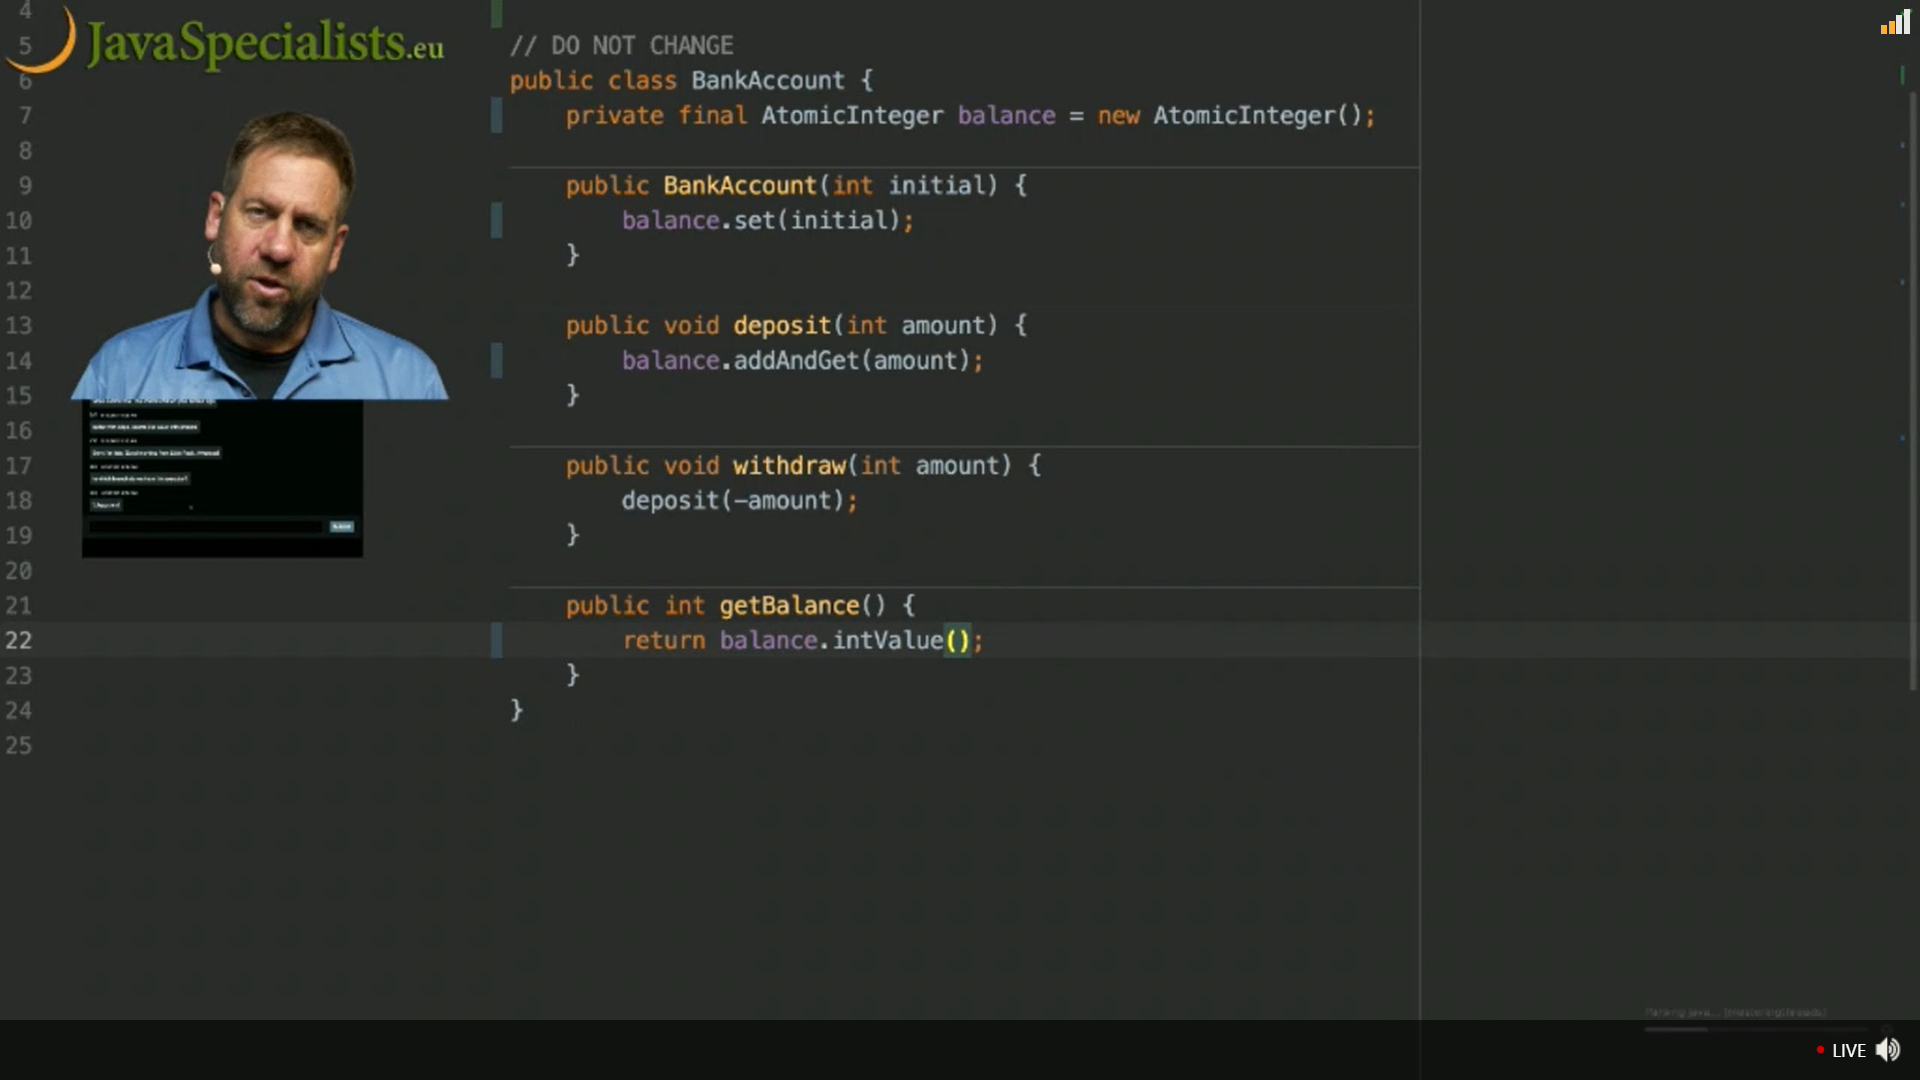 JavaSpecialists.eu
4
5 // DO NOT CHANGE
6 public class BankAccount {
7 private final AtomicInteger balance = new AtomicInteger();
8
9 public BankAccount(int initial) {
10 balance.set(initial);
11 }
12
13 public void deposit(int amount) {
14 balance.addAndGet(amount);
15 }
16
17 public void withdraw(int amount) {
18 deposit(-amount);
19 }
20
21 public int getBalance() {
22 return balance.intValue();
23 }
24 }
25
LIVE